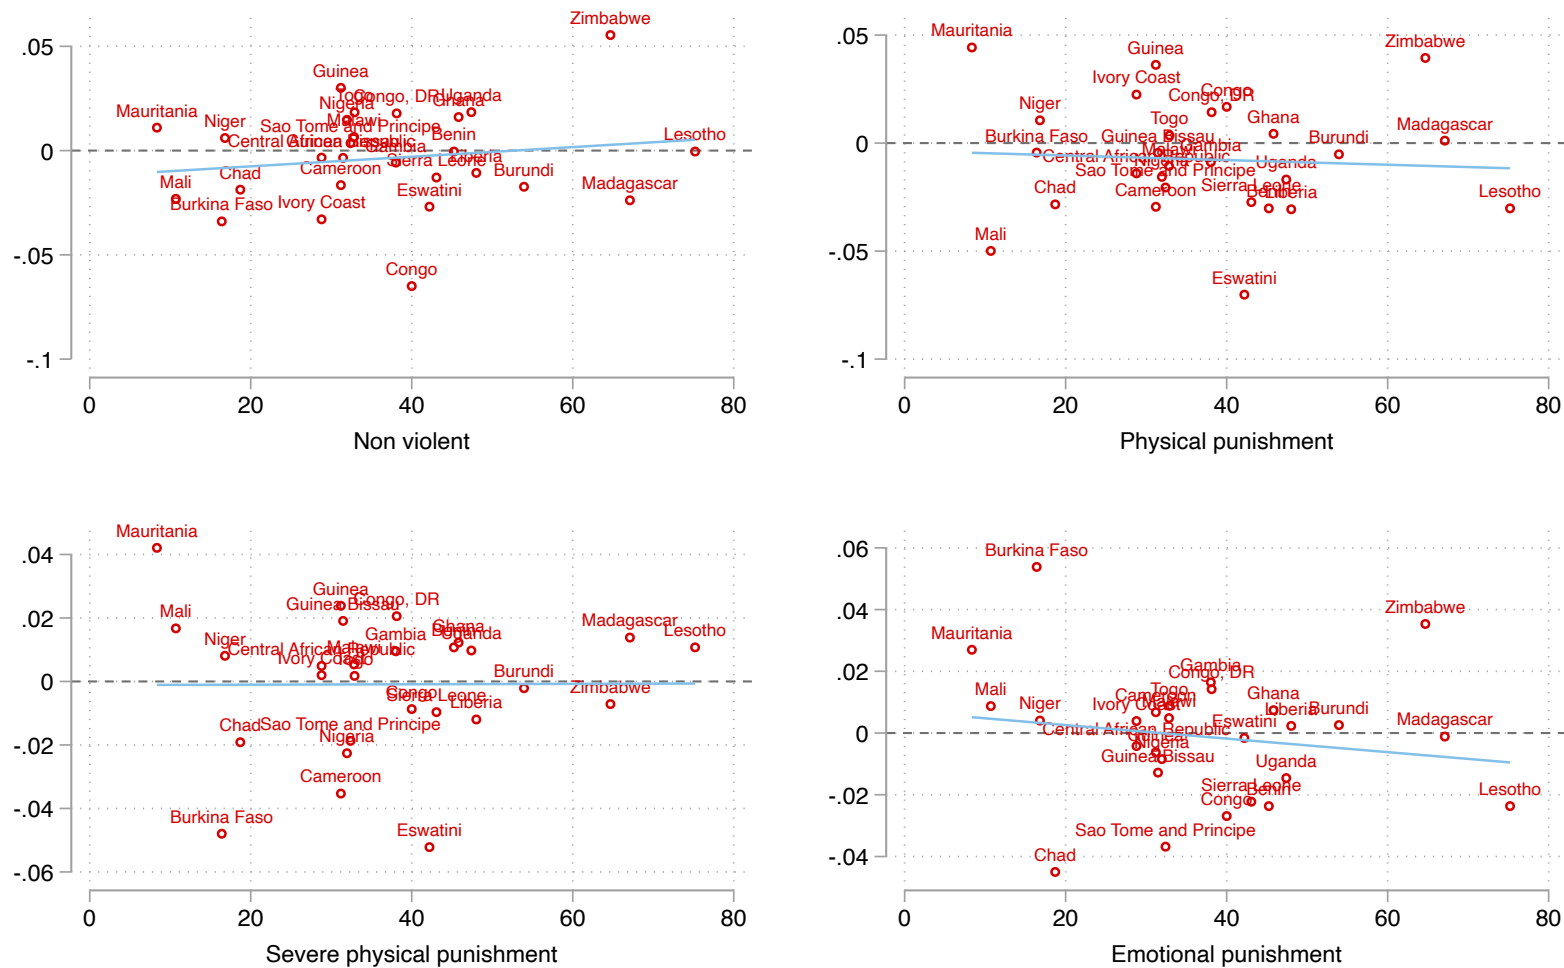 Zimbabwe
.05
Guinea
Togo
Congo, DR
Uganda
Nigeria
Ghana
Mauritania
Niger
Malawi
Sao Tome and Principe
Benin
Lesotho
Central African Republic
Guinea Bissau
Gambia
0
Sierra Leone
Liberia
Chad
Cameroon
Burundi
Mali
Eswatini
Madagascar
Burkina Faso
Ivory Coast
-.05
Congo
-.1
0 20 40 60 80
Non violent
.05
Mauritania
Zimbabwe
Guinea
Ivory Coast
Congo
Congo, DR
Niger
Togo
Ghana
Madagascar
Burkina Faso
Guinea Bissau
Burundi
0
Gambia
Malawi
Central African Republic
Nigeria
Uganda
Sao Tome and Principe
Chad
Cameroon
Sierra Leone
Benin
Liberia
Lesotho
Mali
-.05
Eswatini
-.1
0 20 40 60 80
Physical punishment
Mauritania
.04
Guinea
Congo, DR
Guinea Bissau
Mali
.02
Madagascar
Ghana
Benin
Uganda
Lesotho
Niger
Gambia
Central African Republic
Malawi
Ivory Coast
Togo
Burundi
0
Congo
Sierra Leone
Zimbabwe
Liberia
Chad
Sao Tome and Principe
-.02
Nigeria
Cameroon
-.04
Burkina Faso
Eswatini
-.06
0 20 40 60 80
Severe physical punishment
.06
Burkina Faso
.04
Zimbabwe
Mauritania
.02
Gambia
Congo, DR
Mali
Togo
Cameroon
Ghana
Niger
Ivory Coast
Malawi
Liberia
Burundi
Eswatini
Madagascar
0
Central African Republic
Guinea
Nigeria
Guinea Bissau
Uganda
-.02
Sierra Leone
Benin
Lesotho
Congo
Sao Tome and Principe
-.04
Chad
0 20 40 60 80
Emotional punishment